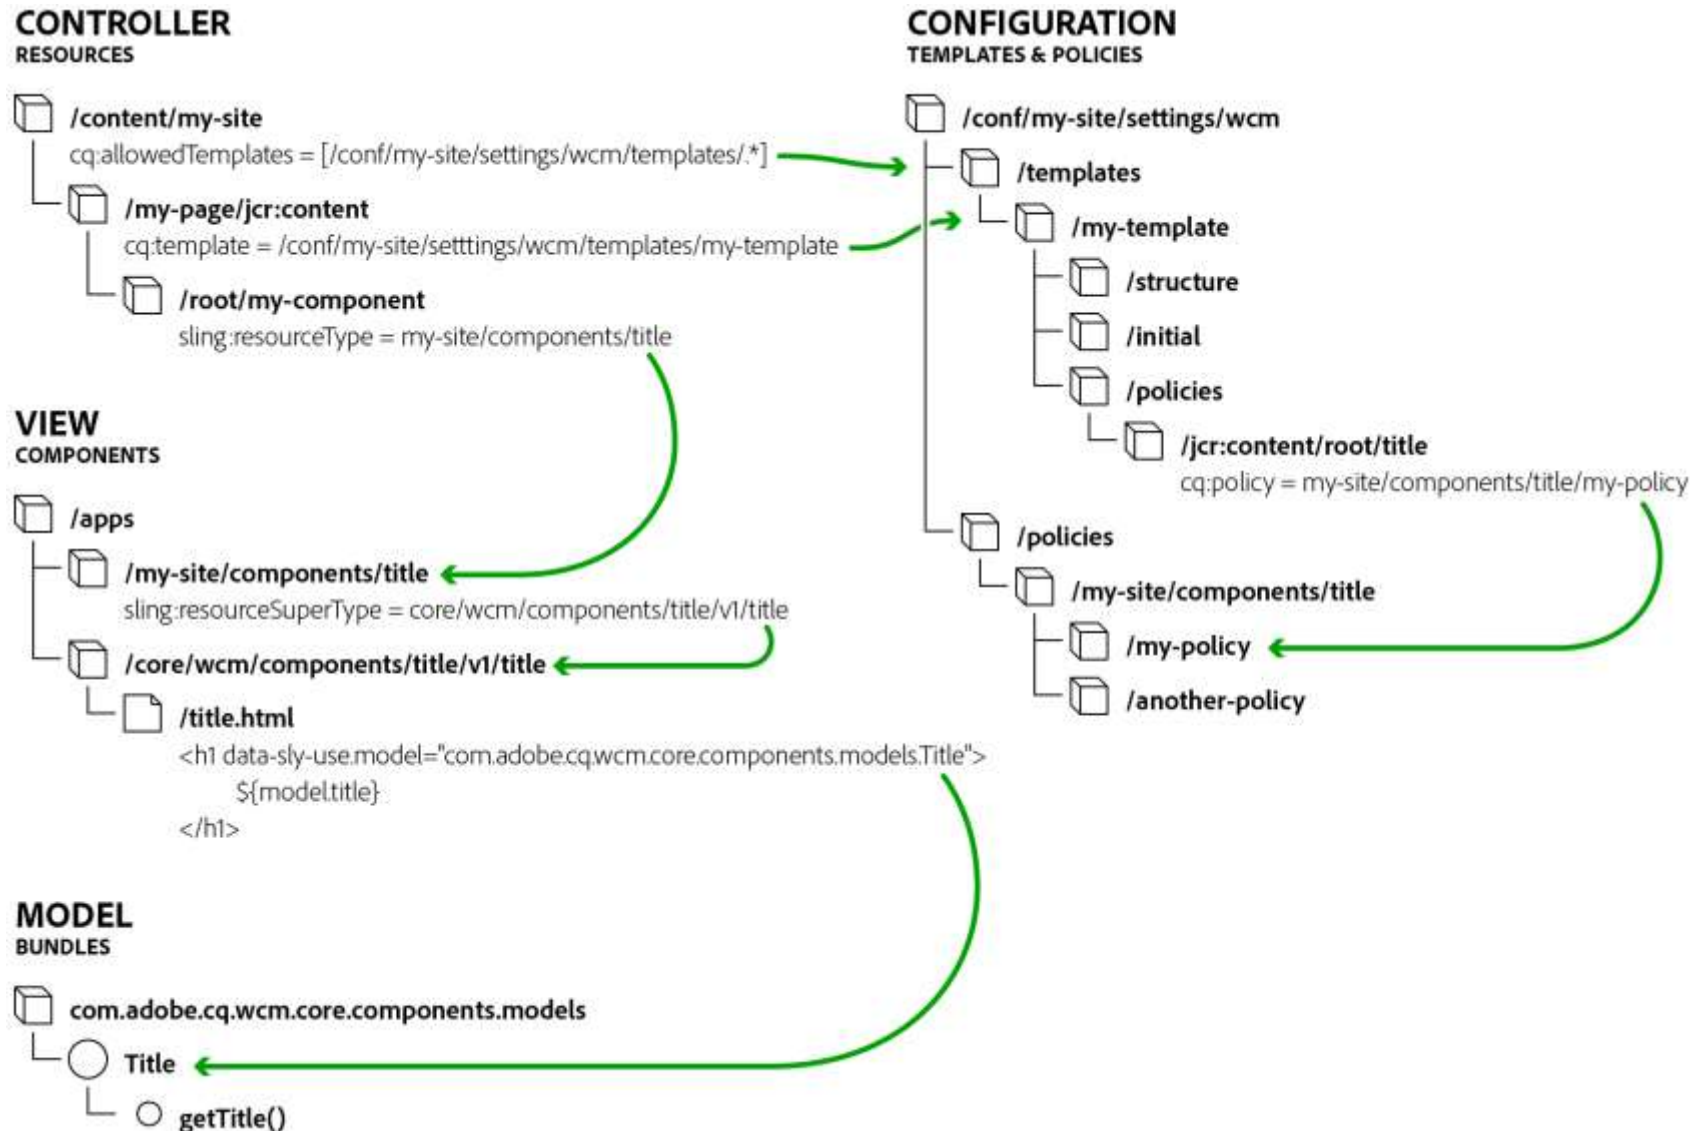 CONTROLLER
RESOURCES
/content/my-site
cq:allowedTemplates = [/conf/my-site/settings/wcm/templates/.*]
/my-page/jcr:content
cq:template = /conf/my-site/setttings/wcm/templates/my-template
/root/my-component
sling:resourceType = my-site/components/title
VIEW
COMPONENTS
/apps
/my-site/components/title
sling:resourceSuperType = core/wcm/components/title/v1/title
/core/wcm/components/title/v1/title
/title.html
<h1 data-sly-use.model="com.adobe.cq.wcm.core.components.models.Title">
${model.title}
</h1>
MODEL
BUNDLES
com.adobe.cq.wcm.core.components.models
Title
getTitle()
CONFIGURATION
TEMPLATES & POLICIES
/conf/my-site/settings/wcm
/templates
/my-template
/structure
/initial
/policies
/jcr:content/root/title
cq:policy = my-site/components/title/my-policy
/policies
/my-site/components/title
/my-policy
/another-policy